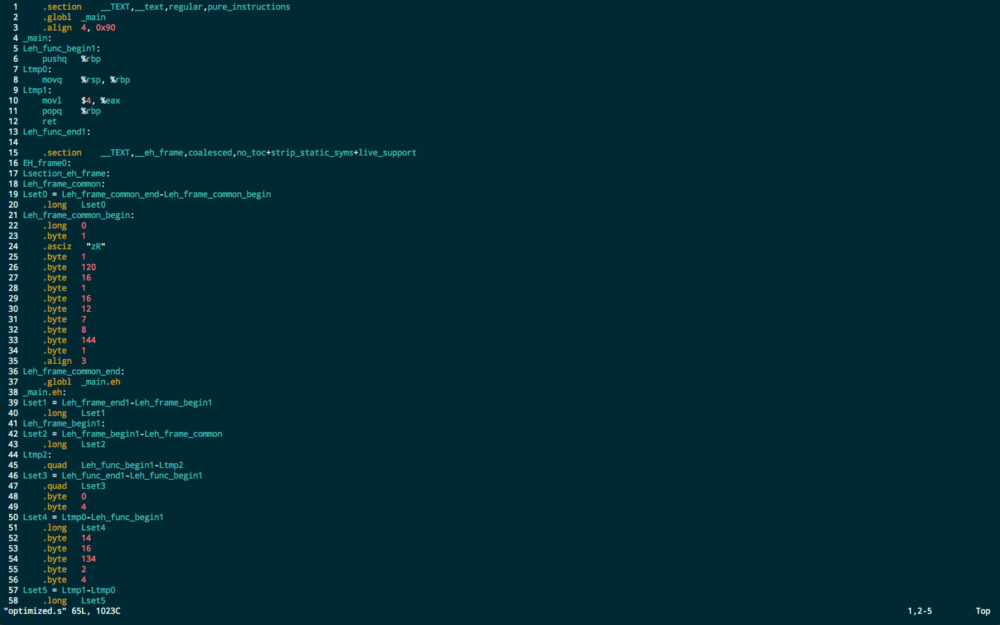 1     .section    __TEXT,__text,regular,pure_instructions
2     .globl  _main
3     .align  4, 0x90
4 _main:
5 Leh_func_begin1:
6     pushq   %rbp
7 Ltmp0:
8     movq    %rsp, %rbp
9 Ltmp1:
10     movl    $4, %eax
11     popq    %rbp
12     ret
13 Leh_func_end1:
14
15     .section    __TEXT,__eh_frame,coalesced,no_toc+strip_static_syms+live_support
16 EH_frame0:
17 Lsection_eh_frame:
18 Leh_frame_common:
19 Lset0 = Leh_frame_common_end-Leh_frame_common_begin
20     .long   Lset0
21 Leh_frame_common_begin:
22     .long   0
23     .byte   1
24     .asciz   "zR"
25     .byte   1
26     .byte   120
27     .byte   16
28     .byte   1
29     .byte   16
30     .byte   12
31     .byte   7
32     .byte   8
33     .byte   144
34     .byte   1
35     .align  3
36 Leh_frame_common_end:
37     .globl  _main.eh
38 _main.eh:
39 Lset1 = Leh_frame_end1-Leh_frame_begin1
40     .long   Lset1
41 Leh_frame_begin1:
42 Lset2 = Leh_frame_begin1-Leh_frame_common
43     .long   Lset2
44 Ltmp2:
45     .quad   Leh_func_begin1-Ltmp2
46 Lset3 = Leh_func_end1-Leh_func_begin1
47     .quad   Lset3
48     .byte   0
49     .byte   4
50 Lset4 = Ltmp0-Leh_func_begin1
51     .long   Lset4
52     .byte   14
53     .byte   16
54     .byte   134
55     .byte   2
56     .byte   4
57 Lset5 = Ltmp1-Ltmp0
58     .long   Lset5
"optimized.s" 65L, 1023C    1,2-5    Top